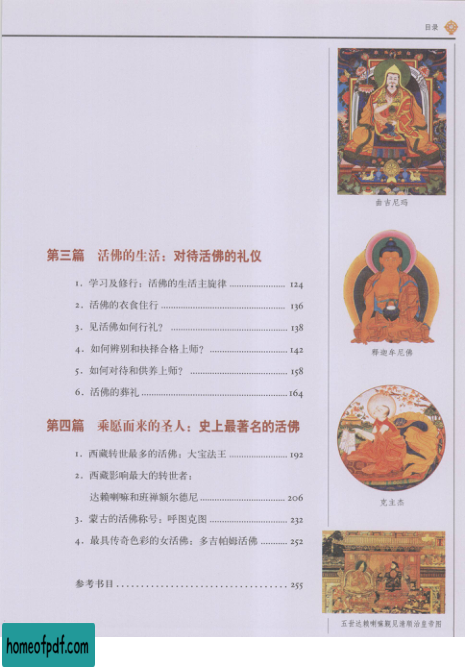 目录
曲吉尼玛
第三篇 活佛的生活：对待活佛的礼仪
1、学习及修行：活佛的生活主旋律 ........................ 124
2、活佛的衣食住行 ........................ 136
3、见活佛如何行礼？ ........................ 138
4、如何辨别和抉择合格上师？ ........................ 142
5、如何对待和供养上师？ ........................ 158
6、活佛的葬礼 ........................ 164
释迦牟尼佛
第四篇 乘愿而来的圣人：史上最著名的活佛
1、西藏转世最多的活佛：大宝法王 ........................ 192
2、西藏影响最大的转世者：
达赖喇嘛和班禅额尔德尼 ........................ 206
3、蒙古的活佛称号：呼图克图 ........................ 232
4、最具传奇色彩的女活佛：多吉帕姆活佛 ........... 252
克主杰
参考书目 ........................ 255
五世达赖喇嘛觐见清顺治皇帝图
homeofpdf.com